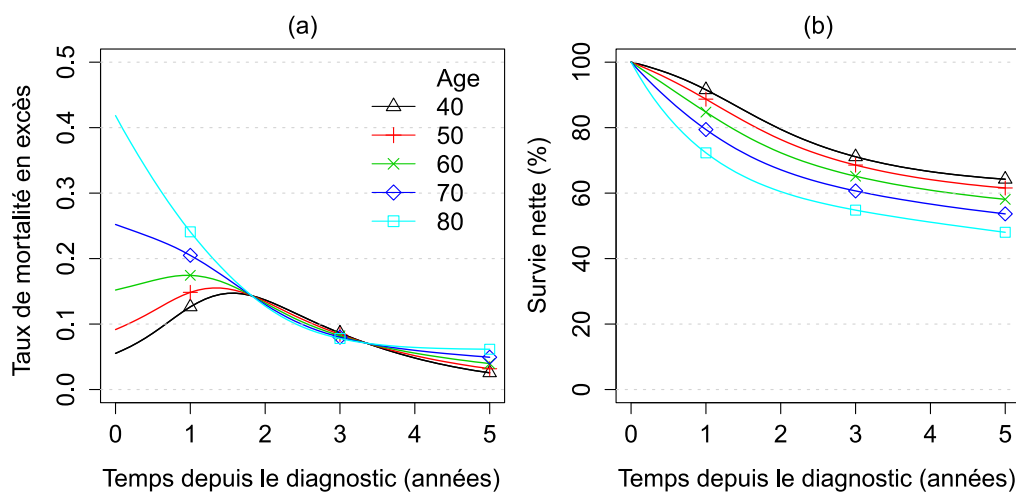 (a)
Taux de mortalité en excès
0.5
0.4
0.3
0.2
0.1
0.0
Age
40
50
60
70
80
0 1 2 3 4 5
Temps depuis le diagnostic (années)
(b)
Survie nette (%)
100
80
60
40
20
0
0 1 2 3 4 5
Temps depuis le diagnostic (années)